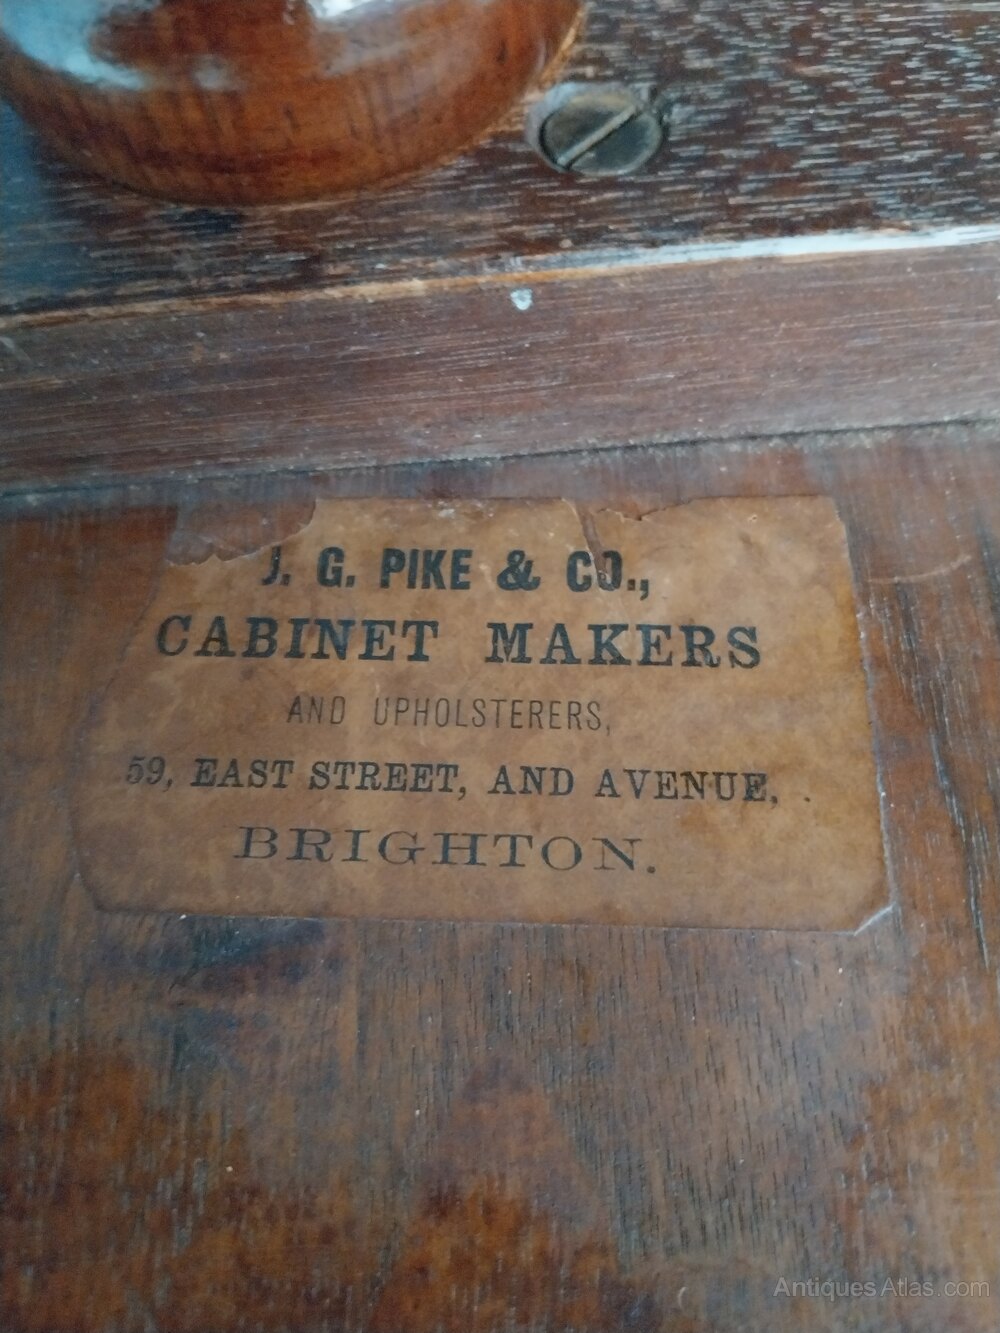 J. G. PIKE & CO.,
CABINET MAKERS
AND UPHOLSTERERS,
59, EAST STREET, AND AVENUE,
BRIGHTON.
AntiquesAtlas.com